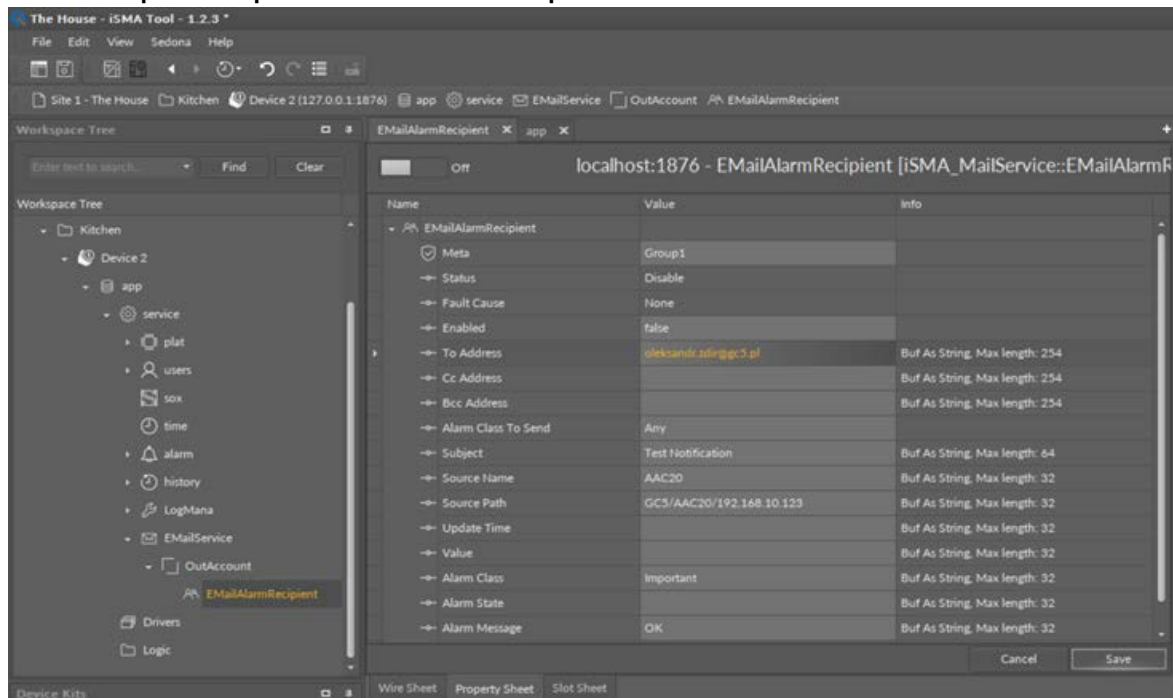 The House - iSMA Tool - 1.2.3 *
File Edit View Sedona Help
Site 1 - The House Kitchen Device 2 (127.0.0.1:1876) app service EMailService OutAccount EMailAlarmRecipient
Workspace Tree
EMailAlarmRecipient app
Enter text to search... Find Clear
Off localhost:1876 - EMailAlarmRecipient [iSMA_MailService::EMailAlarmR
Workspace Tree
Kitchen
Device 2
app
service
plat
users
sox
time
alarm
history
LogMana
EMailService
OutAccount
EMailAlarmRecipient
Drivers
Logic
Device Kits
Name Value Info
EMailAlarmRecipient
Meta Group1
Status Disable
Fault Cause None
Enabled false
To Address Buf As String, Max length: 254
Cc Address Buf As String, Max length: 254
Bcc Address Buf As String, Max length: 254
Alarm Class To Send Any
Subject Test Notification Buf As String, Max length: 64
Source Name AAC20 Buf As String, Max length: 32
Source Path GC5/AAC20/192.168.10.123 Buf As String, Max length: 32
Update Time Buf As String, Max length: 32
Value Buf As String, Max length: 32
Alarm Class Important Buf As String, Max length: 32
Alarm State Buf As String, Max length: 32
Alarm Message OK Buf As String, Max length: 32
Cancel Save
Wire Sheet Property Sheet Slot Sheet